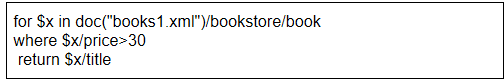 for $x in doc("books1.xml")/bookstore/book
where $x/price>30
return $x/title